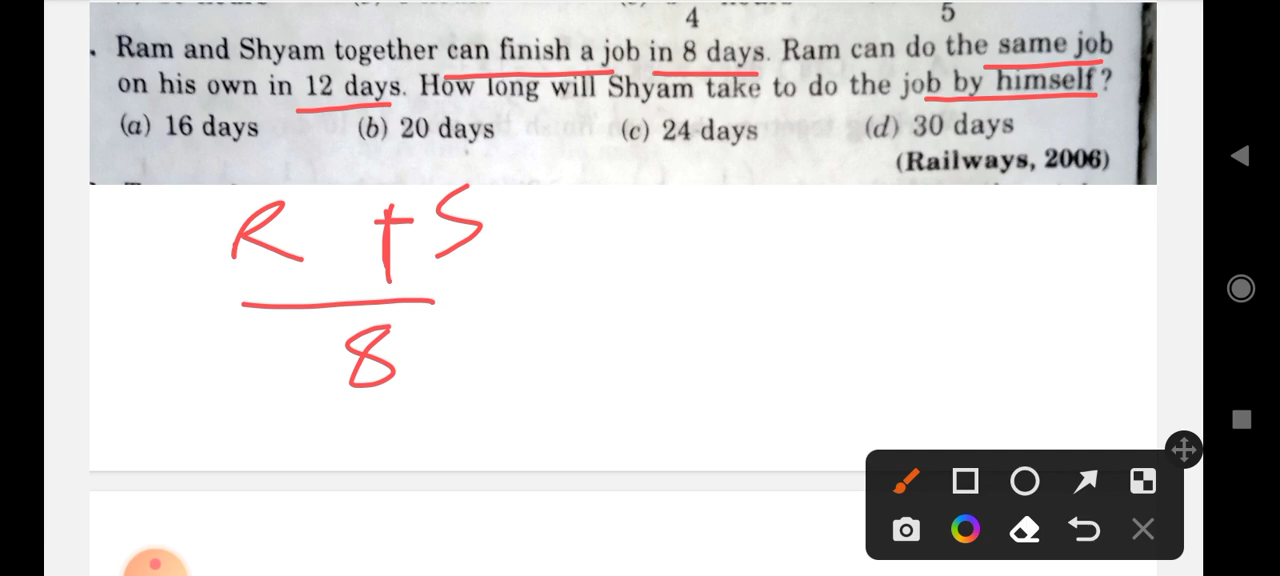 4 5
. Ram and Shyam together can finish a job in 8 days. Ram can do the same job
on his own in 12 days. How long will Shyam take to do the job by himself?
(a) 16 days (b) 20 days (c) 24 days (d) 30 days
(Railways, 2006)
R + S
8